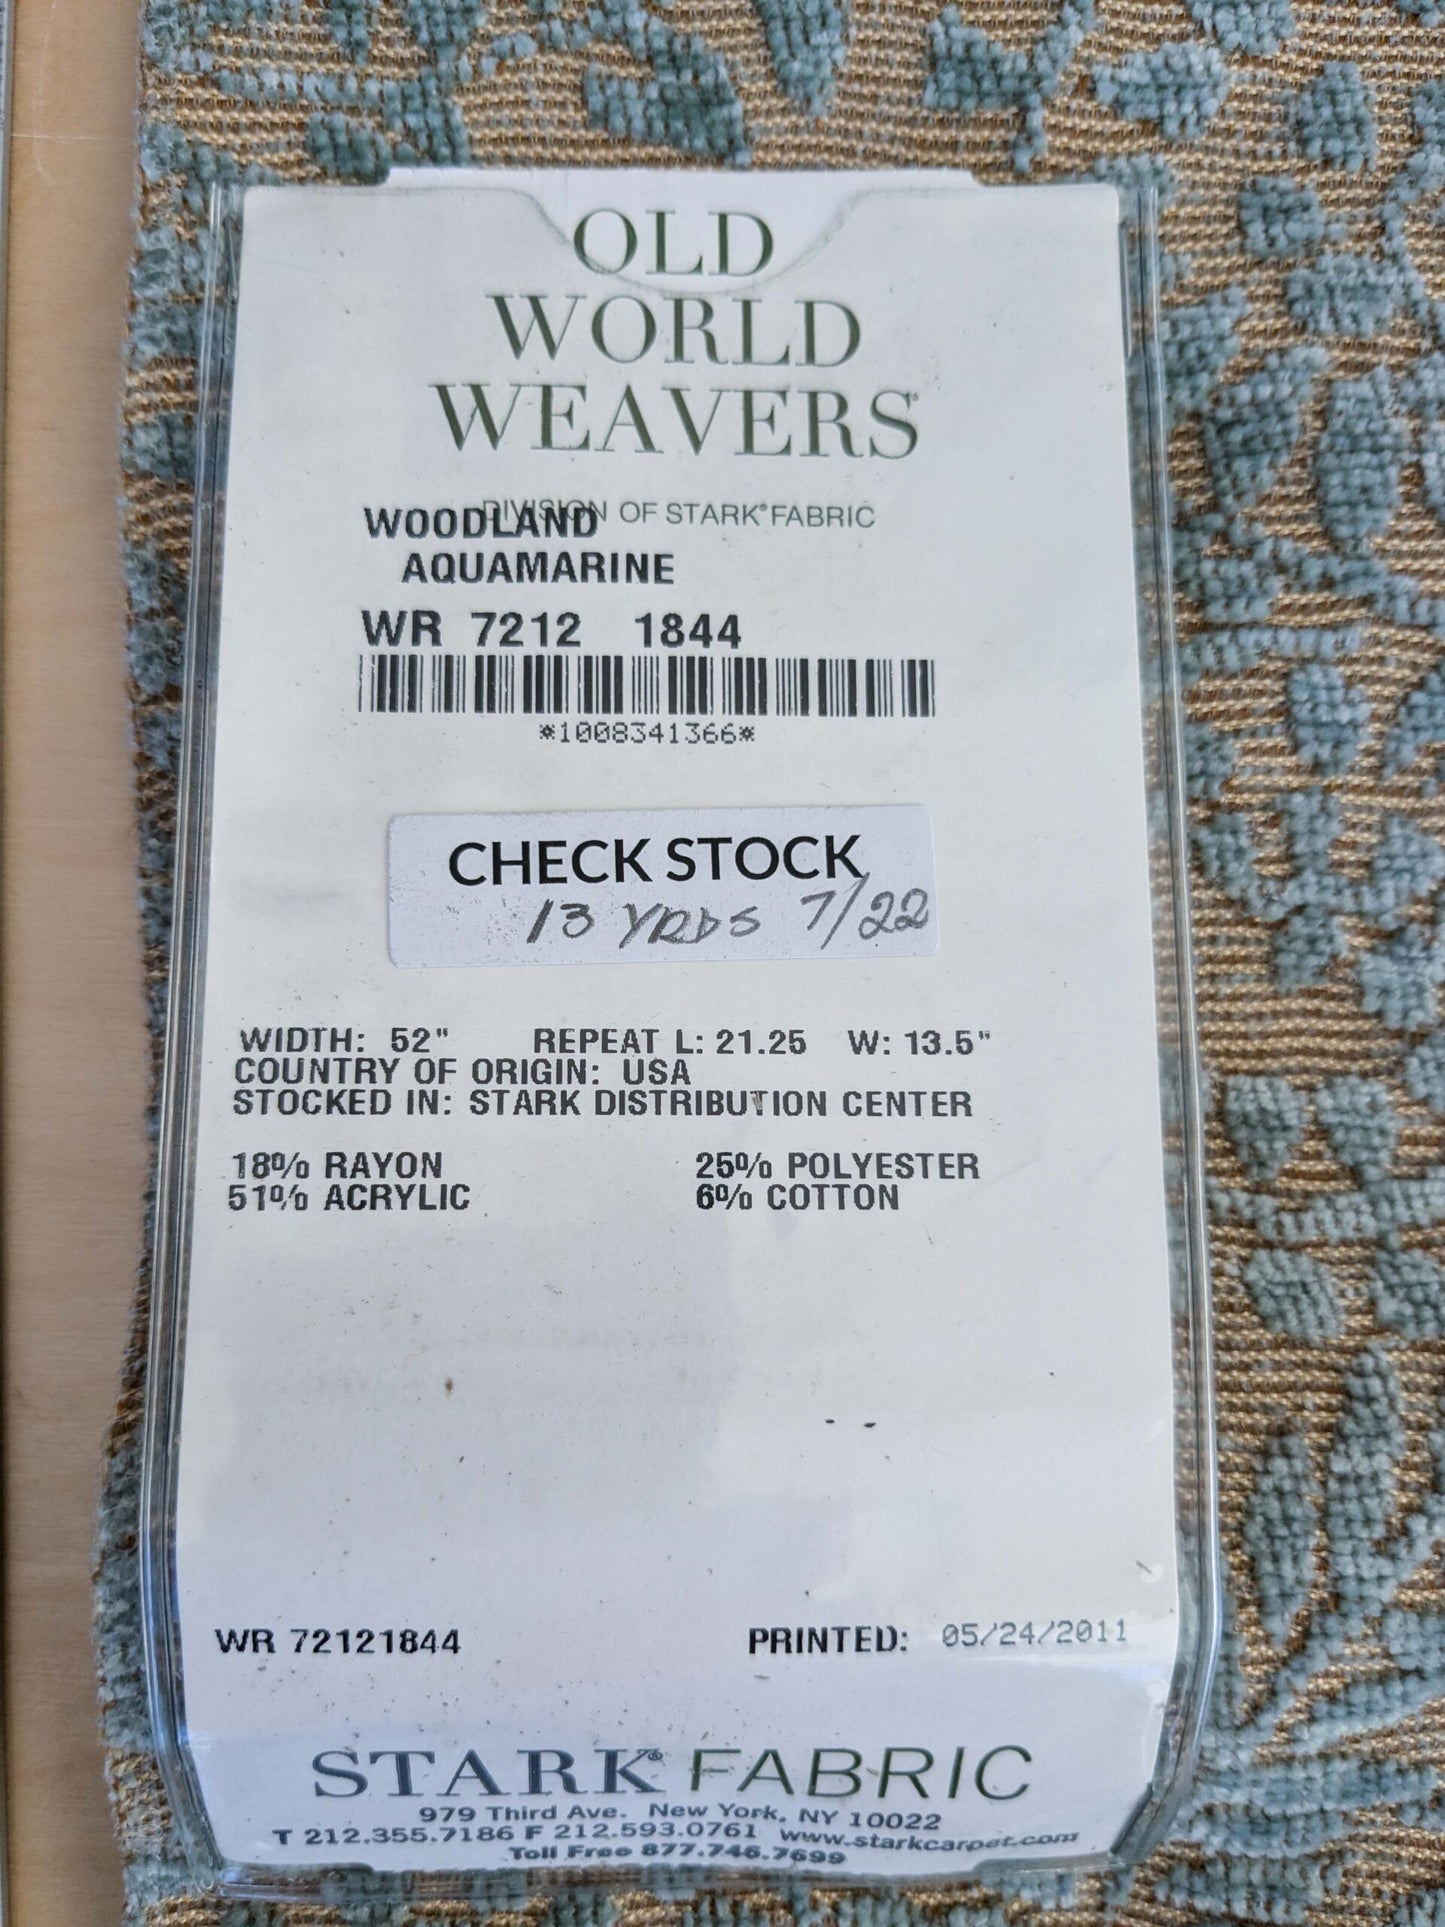 OLD
WORLD
WEAVERS®
DIVISION OF STARK® FABRIC
WOODLAND
AQUAMARINE
WR 7212 1844
*1008341366*
CHECK STOCK
13 YRDS 7/22
WIDTH: 52" REPEAT L: 21.25 W: 13.5"
COUNTRY OF ORIGIN: USA
STOCKED IN: STARK DISTRIBUTION CENTER
18% RAYON 25% POLYESTER
51% ACRYLIC 6% COTTON
WR 72121844 PRINTED: 05/24/2011
STARK® FABRIC
979 Third Ave. New York, NY 10022
T 212.355.7186 F 212.593.0761 www.starkcarpet.com
Toll Free 877.746.7699